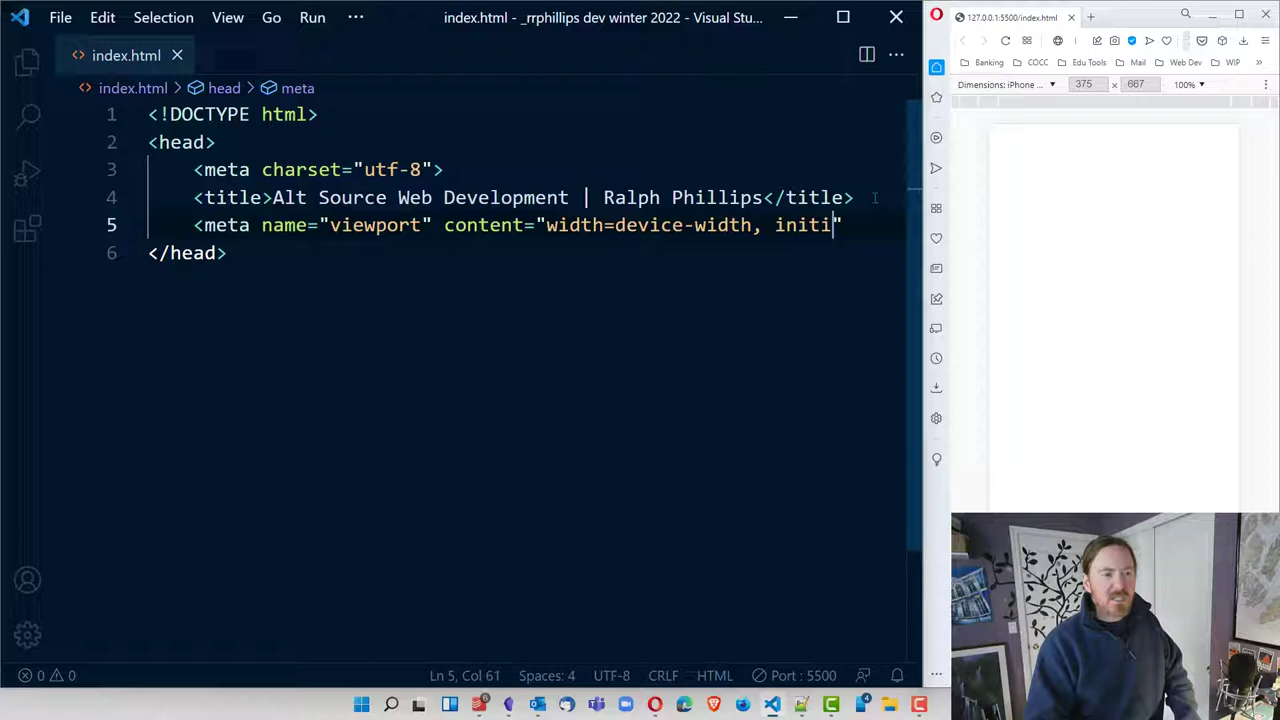 File Edit Selection View Go Run ··· index.html - _rrphillips dev winter 2022 - Visual Stu...
index.html
index.html > head > meta
1 <!DOCTYPE html>
2 <head>
3 <meta charset="utf-8">
4 <title>Alt Source Web Development | Ralph Phillips</title>
5 <meta name="viewport" content="width=device-width, initi"
6 </head>
0 0 Ln 5, Col 61 Spaces: 4 UTF-8 CRLF HTML Port : 5500
127.0.0.1:5500/index.html
Banking COCC Edu Tools Mail Web Dev WIP »
Dimensions: iPhone ... 375 × 667 100%